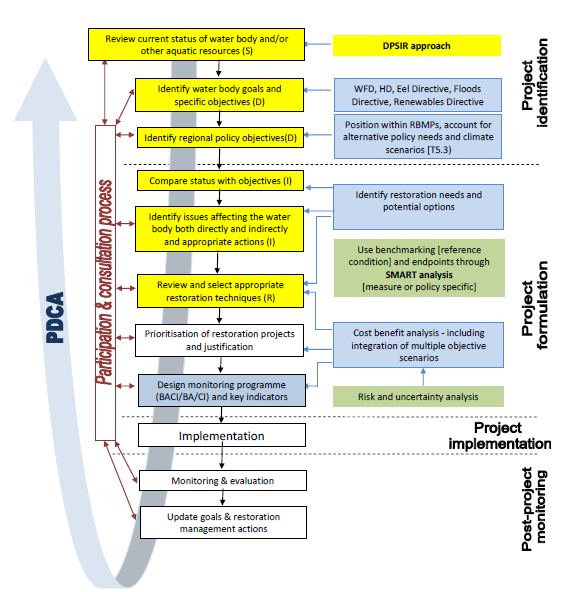 Review current status of water body and/or
other aquatic resources (S)
DPSIR approach
Project
identification
Identify water body goals and
specific objectives (D)
WFD, HD, Eel Directive, Floods
Directive, Renewables Directive
Identify regional policy objectives(D)
Position within RBMPs, account for
alternative policy needs and climate
scenarios [T5.3)
Compare status with objectives (I)
Identify restoration needs and
potential options
Identify issues affecting the water
body both directly and indirectly
and appropriate actions (I)
Use benchmarking [reference
condition] and endpoints through
SMART analysis
[measure or policy specific]
Review and select appropriate
restoration techniques (R)
Project
formulation
Prioritisation of restoration projects
and justification
Cost benefit analysis - including
integration of multiple objective
scenarios
Design monitoring programme
(BACI/BA/CI) and key indicators
Risk and uncertainty analysis
Participation & consultation process
PDCA
Implementation
Project
implementation
Monitoring & evaluation
Update goals & restoration
management actions
Post-project
monitoring